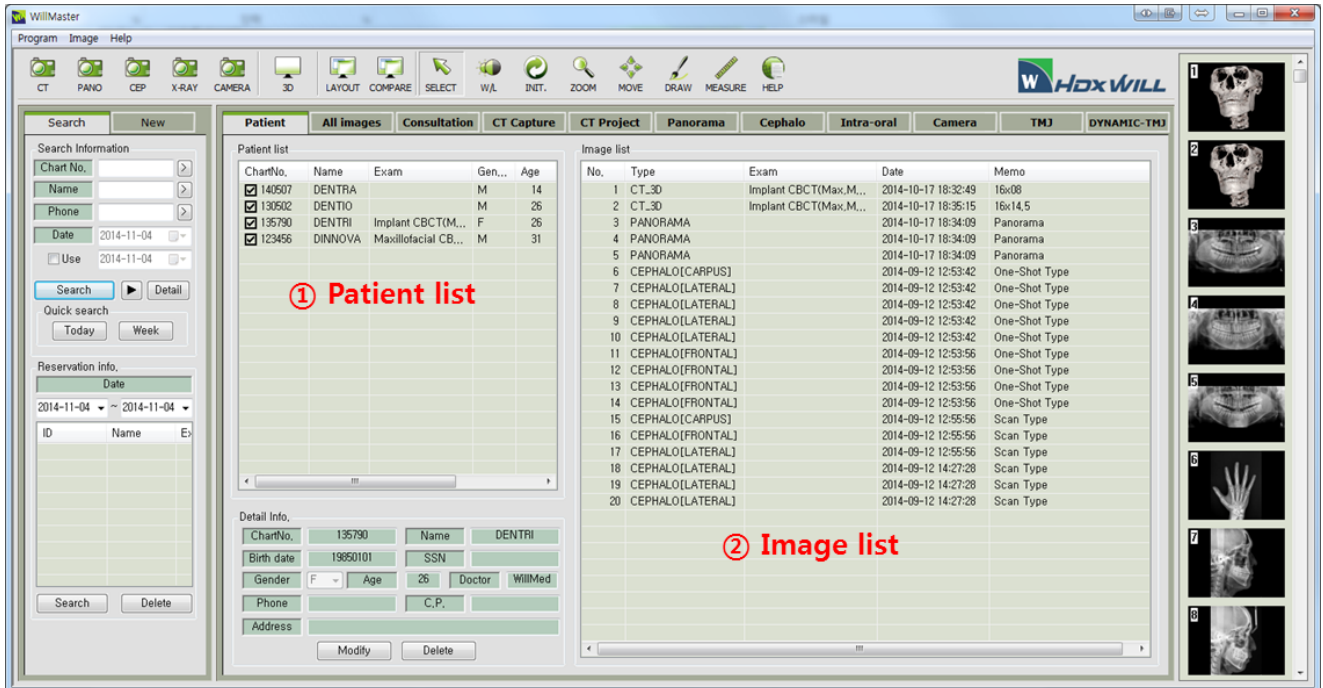 WillMaster
Program Image Help
CT PANO CEP X-RAY CAMERA 3D LAYOUT COMPARE SELECT W/L INIT. ZOOM MOVE DRAW MEASURE HELP
W HDXWILL
Search New
Search Information
Chart No. >
Name >
Phone >
Date 2014-11-04
Use 2014-11-04
Search Detail
Quick search
Today Week
Reservation info.
Date
2014-11-04 ~ 2014-11-04
ID Name Ex
Search Delete
Patient All images Consultation CT Capture CT Project Panorama Cephalo Intra-oral Camera TMJ DYNAMIC-TMJ
Patient list
ChartNo. Name Exam Gen... Age
140507 DENTRA M 14
130502 DENTIO M 26
135790 DENTRI Implant CBCT(M... F 26
123456 DINNOVA Maxillofacial CB... M 31
① Patient list
Detail Info.
ChartNo. 135790 Name DENTRI
Birth date 19850101 SSN
Gender F Age 26 Doctor WillMed
Phone C.P.
Address
Modify Delete
Image list
No. Type Exam Date Memo
1 CT_3D Implant CBCT(Max,M... 2014-10-17 18:32:49 16x08
2 CT_3D Implant CBCT(Max,M... 2014-10-17 18:35:15 16x14.5
3 PANORAMA 2014-10-17 18:34:09 Panorama
4 PANORAMA 2014-10-17 18:34:09 Panorama
5 PANORAMA 2014-10-17 18:34:09 Panorama
6 CEPHALO[CARPUS] 2014-09-12 12:53:42 One-Shot Type
7 CEPHALO[LATERAL] 2014-09-12 12:53:42 One-Shot Type
8 CEPHALO[LATERAL] 2014-09-12 12:53:42 One-Shot Type
9 CEPHALO[LATERAL] 2014-09-12 12:53:42 One-Shot Type
10 CEPHALO[LATERAL] 2014-09-12 12:53:42 One-Shot Type
11 CEPHALO[FRONTAL] 2014-09-12 12:53:56 One-Shot Type
12 CEPHALO[FRONTAL] 2014-09-12 12:53:56 One-Shot Type
13 CEPHALO[FRONTAL] 2014-09-12 12:53:56 One-Shot Type
14 CEPHALO[FRONTAL] 2014-09-12 12:53:56 One-Shot Type
15 CEPHALO[CARPUS] 2014-09-12 12:55:56 Scan Type
16 CEPHALO[FRONTAL] 2014-09-12 12:55:56 Scan Type
17 CEPHALO[LATERAL] 2014-09-12 12:55:56 Scan Type
18 CEPHALO[LATERAL] 2014-09-12 14:27:28 Scan Type
19 CEPHALO[LATERAL] 2014-09-12 14:27:28 Scan Type
20 CEPHALO[LATERAL] 2014-09-12 14:27:28 Scan Type
② Image list
1
2
3
4
5
6
7
8